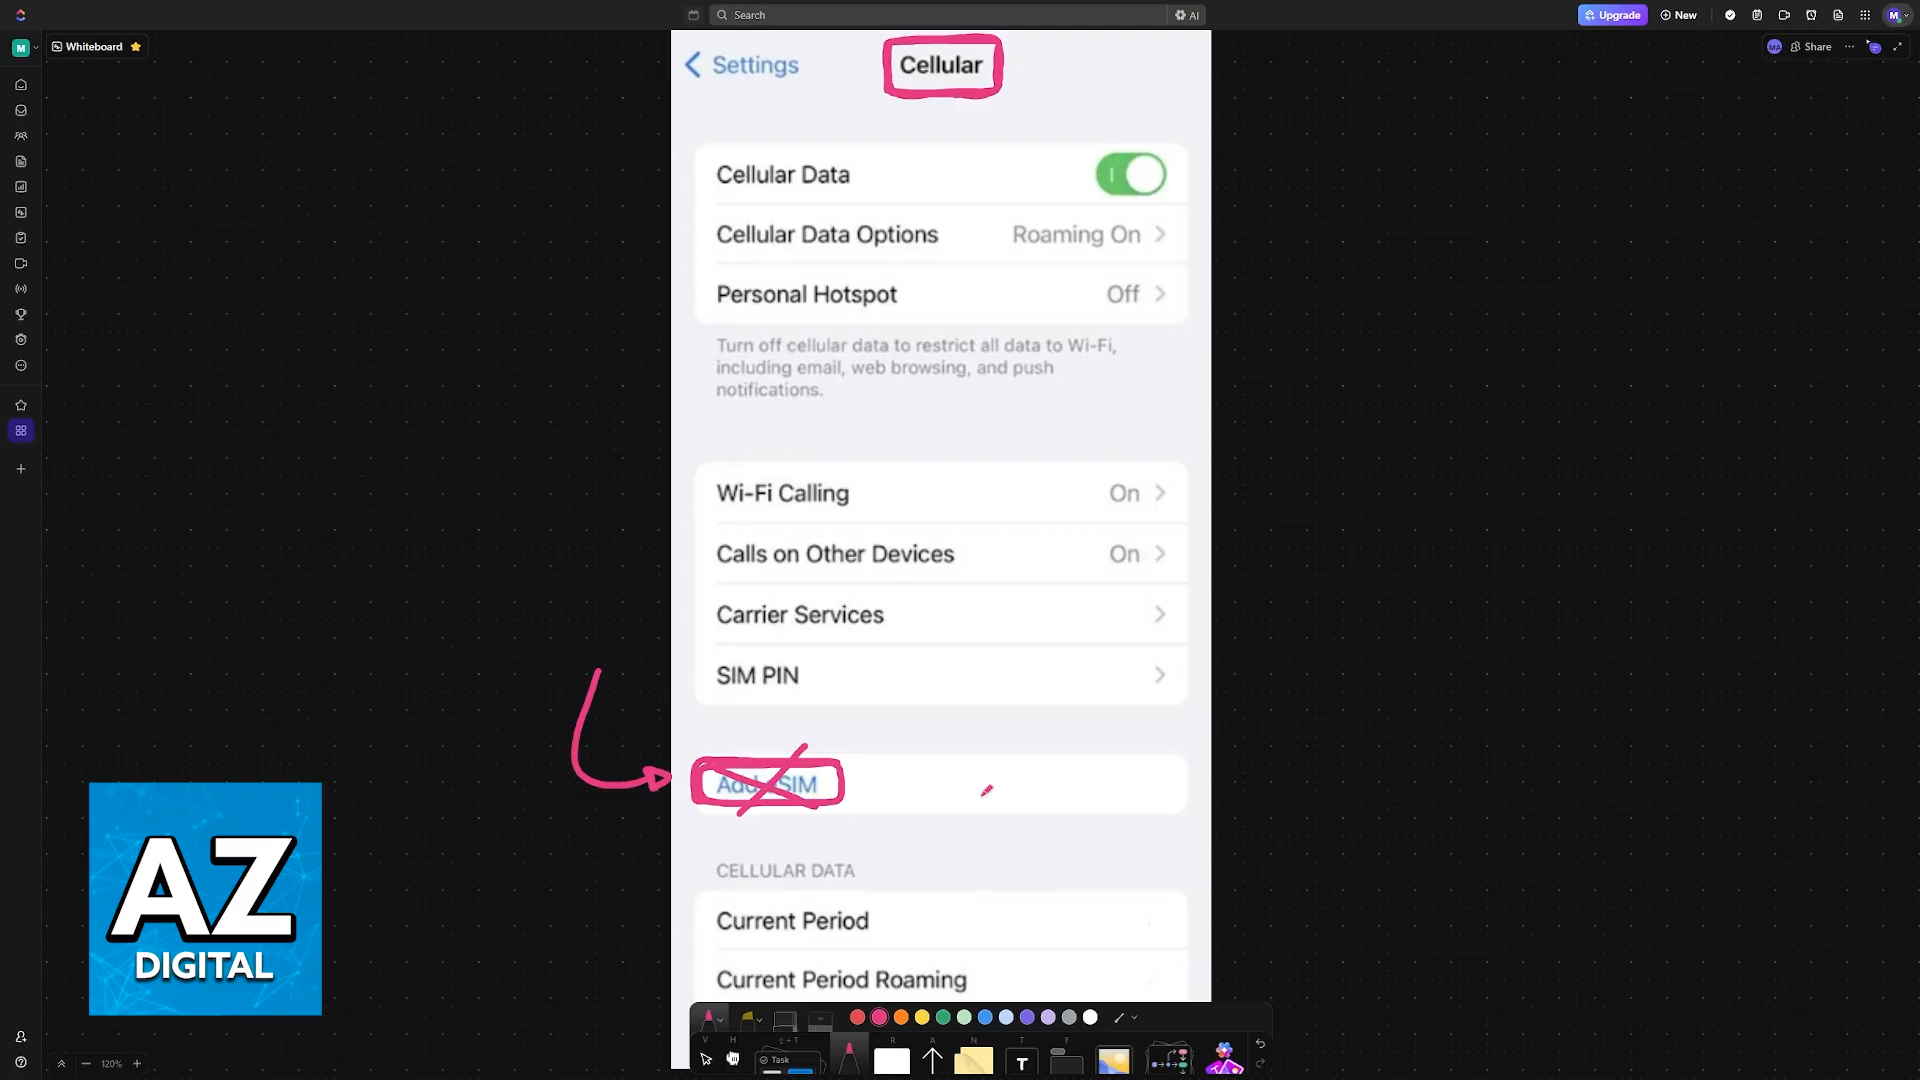 Search
AI
Upgrade
New
M
M
Whiteboard
MA
Share
Settings
Cellular
Cellular Data
Cellular Data Options
Roaming On
Personal Hotspot
Off
Turn off cellular data to restrict all data to Wi-Fi,
including email, web browsing, and push
notifications.
Wi-Fi Calling
On
Calls on Other Devices
On
Carrier Services
SIM PIN
AZ
DIGITAL
CELLULAR DATA
Current Period
Current Period Roaming
V
H
⇧ + T
R
A
N
T
F
Task
T
120%